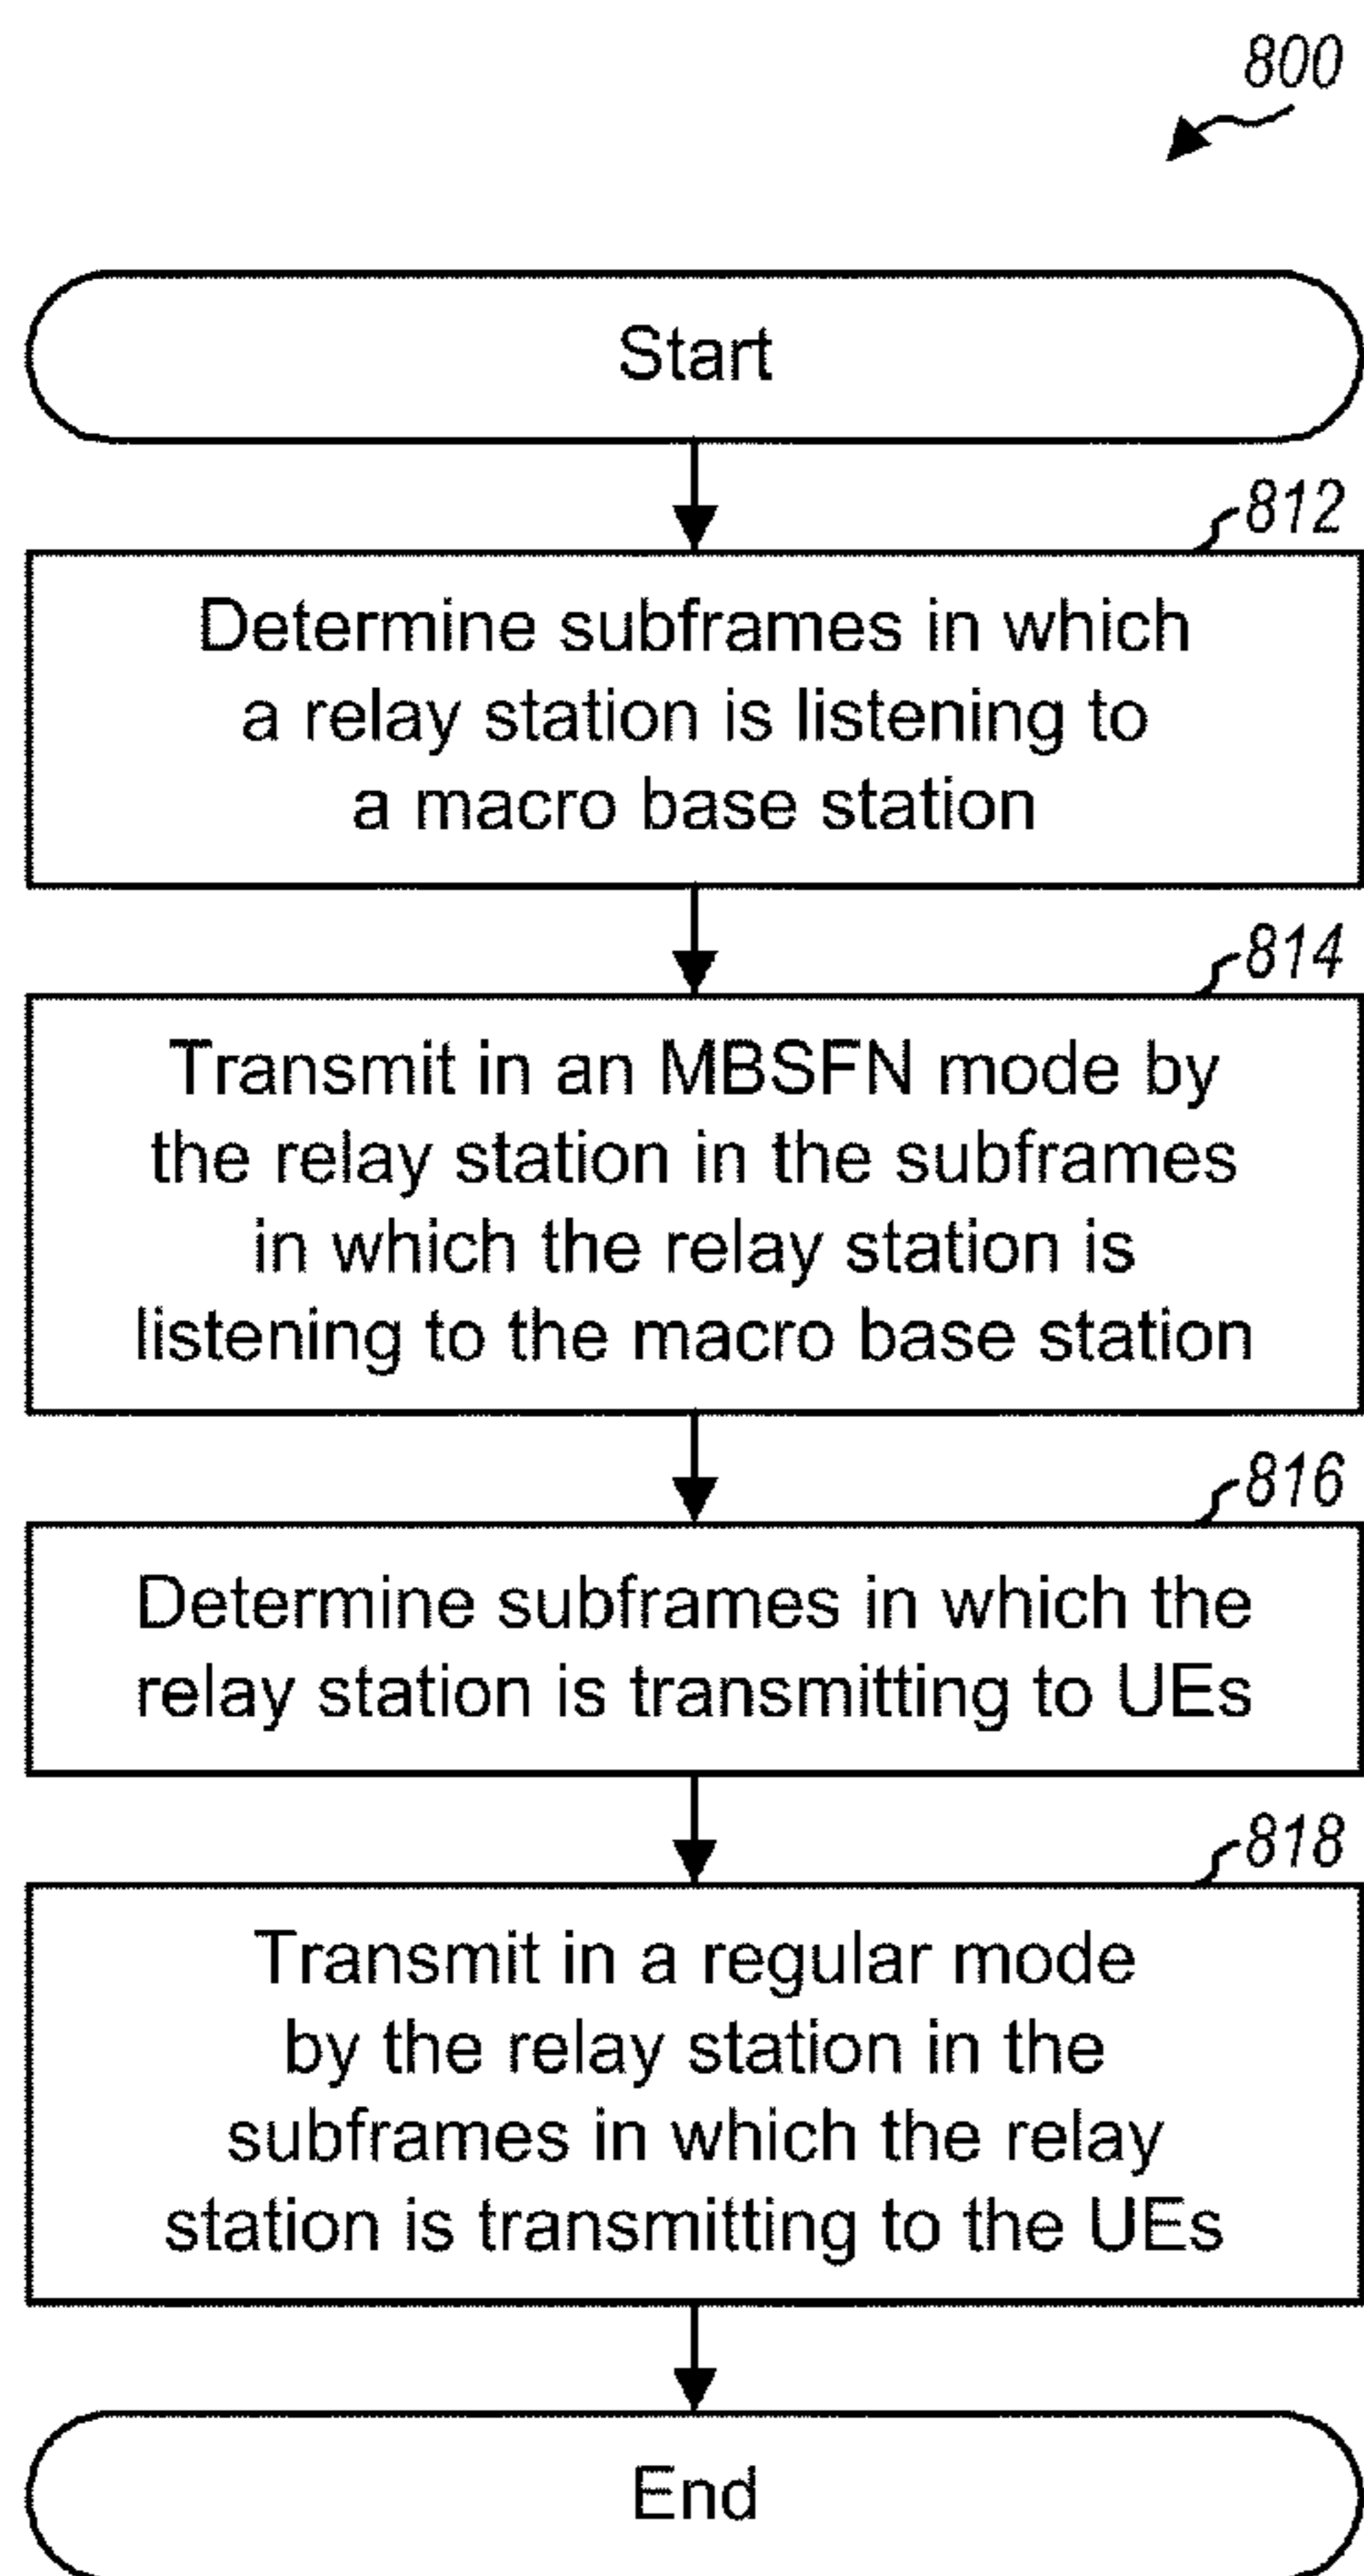 800
Start
812
Determine subframes in which
a relay station is listening to
a macro base station
814
Transmit in an MBSFN mode by
the relay station in the subframes
in which the relay station is
listening to the macro base station
816
Determine subframes in which the
relay station is transmitting to UEs
818
Transmit in a regular mode
by the relay station in the
subframes in which the relay
station is transmitting to the UEs
End